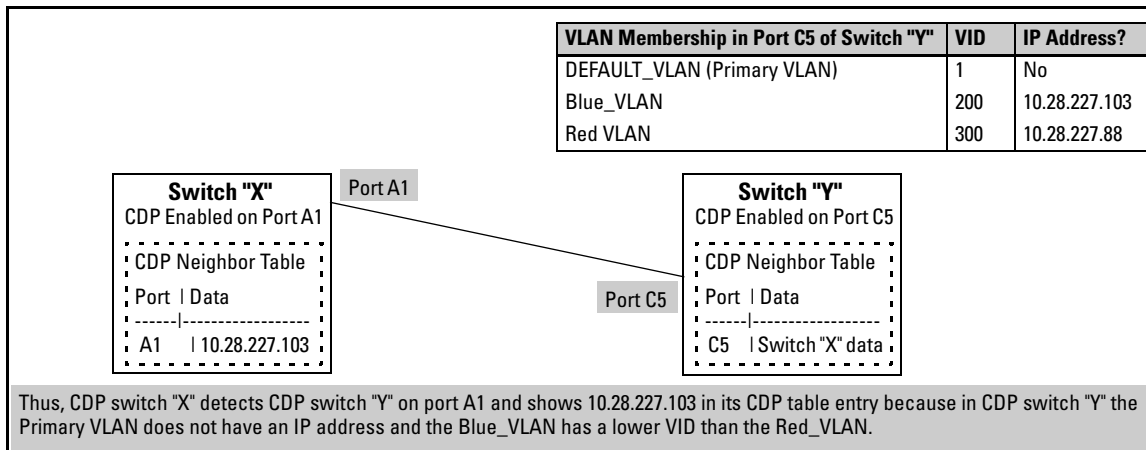 VLAN Membership in Port C5 of Switch "Y" VID IP Address?
DEFAULT_VLAN (Primary VLAN) 1 No
Blue_VLAN 200 10.28.227.103
Red VLAN 300 10.28.227.88
Switch "X"
CDP Enabled on Port A1
CDP Neighbor Table
Port | Data
------|-------------------
A1 | 10.28.227.103
Port A1
Port C5
Switch "Y"
CDP Enabled on Port C5
CDP Neighbor Table
Port | Data
------|-------------------
C5 | Switch "X" data
Thus, CDP switch "X" detects CDP switch "Y" on port A1 and shows 10.28.227.103 in its CDP table entry because in CDP switch "Y" the
Primary VLAN does not have an IP address and the Blue_VLAN has a lower VID than the Red_VLAN.